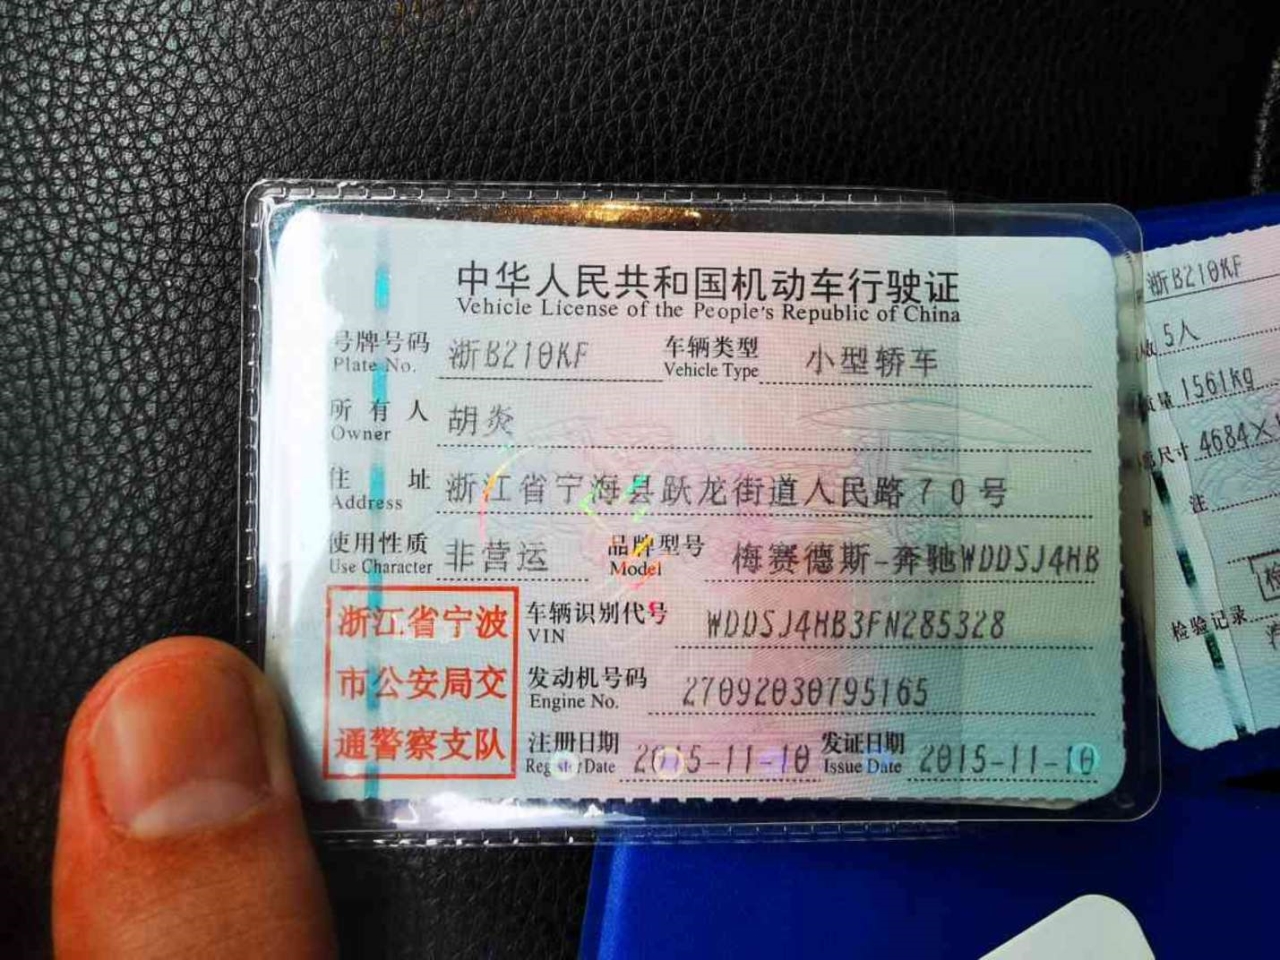 中华人民共和国机动车行驶证
Vehicle License of the People's Republic of China
号牌号码 浙B210KF 车辆类型 小型轿车
Plate No. Vehicle Type
所有人 胡炎
Owner
住址 浙江省宁海县跃龙街道人民路70号
Address
使用性质 非营运 品牌型号 梅赛德斯-奔驰WDDSJ4HB
Use Character Model
浙江省宁波
市公安局交
通警察支队
车辆识别代号 WDDSJ4HB3FN285328
VIN
发动机号码 27092030795165
Engine No.
注册日期 2015-11-10 发证日期 2015-11-10
Register Date Issue Date
浙B210KF
5人
1561kg
尺寸 4684×
注
检验记录